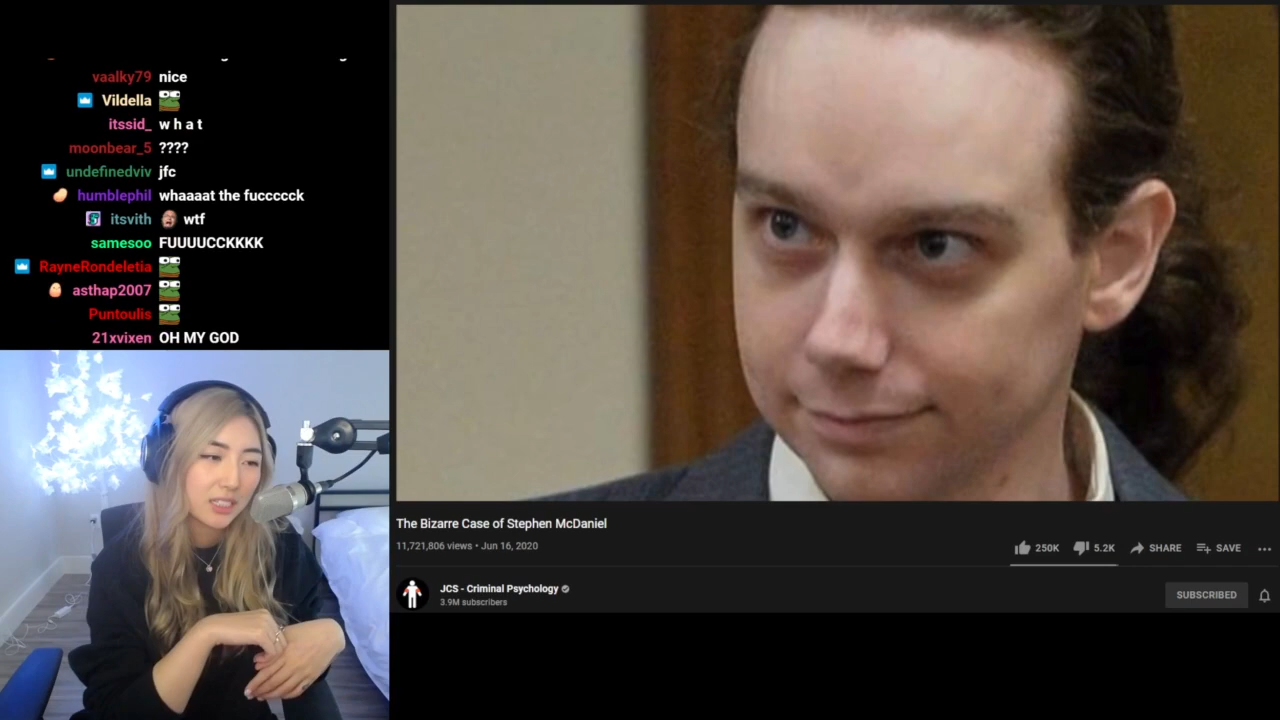 vaalky79 nice
Vildella
itssid_ w h a t
moonbear_5 ????
undefinedviv jfc
humblephil whaaaat the fuccccck
itsvith wtf
samesoo FUUUUCCKKKK
RayneRondeletia
asthap2007
Puntoulis
21xvixen OH MY GOD
The Bizarre Case of Stephen McDaniel
11,721,806 views • Jun 16, 2020
250K 5.2K SHARE SAVE
JCS - Criminal Psychology
3.9M subscribers
SUBSCRIBED